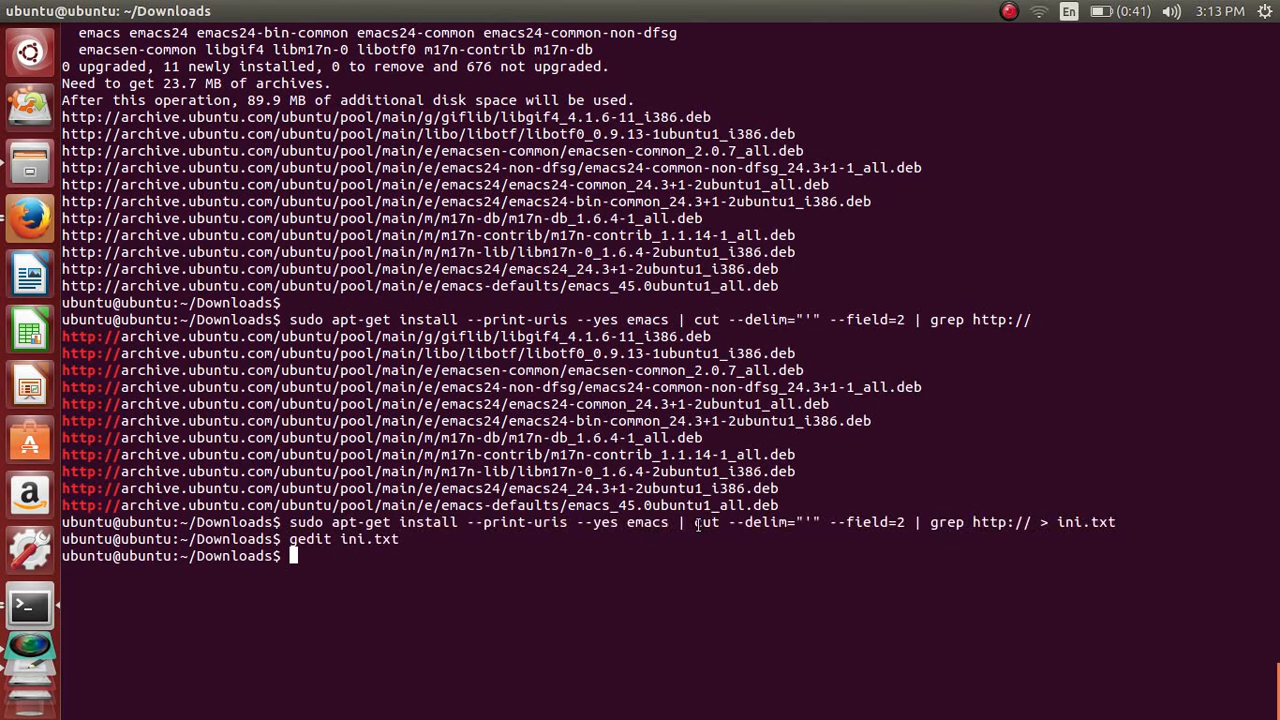 ubuntu@ubuntu: ~/Downloads
En
(0:41)
3:13 PM
emacs emacs24 emacs24-bin-common emacs24-common emacs24-common-non-dfsg
emacsen-common libgif4 libm17n-0 libotf0 m17n-contrib m17n-db
0 upgraded, 11 newly installed, 0 to remove and 676 not upgraded.
Need to get 23.7 MB of archives.
After this operation, 89.9 MB of additional disk space will be used.
http://archive.ubuntu.com/ubuntu/pool/main/g/giflib/libgif4_4.1.6-11_i386.deb
http://archive.ubuntu.com/ubuntu/pool/main/libo/libotf/libotf0_0.9.13-1ubuntu1_i386.deb
http://archive.ubuntu.com/ubuntu/pool/main/e/emacsen-common/emacsen-common_2.0.7_all.deb
http://archive.ubuntu.com/ubuntu/pool/main/e/emacs24-non-dfsg/emacs24-common-non-dfsg_24.3+1-1_all.deb
http://archive.ubuntu.com/ubuntu/pool/main/e/emacs24/emacs24-common_24.3+1-2ubuntu1_all.deb
http://archive.ubuntu.com/ubuntu/pool/main/e/emacs24/emacs24-bin-common_24.3+1-2ubuntu1_i386.deb
http://archive.ubuntu.com/ubuntu/pool/main/m/m17n-db/m17n-db_1.6.4-1_all.deb
http://archive.ubuntu.com/ubuntu/pool/main/m/m17n-contrib/m17n-contrib_1.1.14-1_all.deb
http://archive.ubuntu.com/ubuntu/pool/main/m/m17n-lib/libm17n-0_1.6.4-2ubuntu1_i386.deb
http://archive.ubuntu.com/ubuntu/pool/main/e/emacs24/emacs24_24.3+1-2ubuntu1_i386.deb
http://archive.ubuntu.com/ubuntu/pool/main/e/emacs-defaults/emacs_45.0ubuntu1_all.deb
ubuntu@ubuntu:~/Downloads$
ubuntu@ubuntu:~/Downloads$ sudo apt-get install --print-uris --yes emacs | cut --delim="'" --field=2 | grep http://
http://archive.ubuntu.com/ubuntu/pool/main/g/giflib/libgif4_4.1.6-11_i386.deb
http://archive.ubuntu.com/ubuntu/pool/main/libo/libotf/libotf0_0.9.13-1ubuntu1_i386.deb
http://archive.ubuntu.com/ubuntu/pool/main/e/emacsen-common/emacsen-common_2.0.7_all.deb
http://archive.ubuntu.com/ubuntu/pool/main/e/emacs24-non-dfsg/emacs24-common-non-dfsg_24.3+1-1_all.deb
http://archive.ubuntu.com/ubuntu/pool/main/e/emacs24/emacs24-common_24.3+1-2ubuntu1_all.deb
http://archive.ubuntu.com/ubuntu/pool/main/e/emacs24/emacs24-bin-common_24.3+1-2ubuntu1_i386.deb
http://archive.ubuntu.com/ubuntu/pool/main/m/m17n-db/m17n-db_1.6.4-1_all.deb
http://archive.ubuntu.com/ubuntu/pool/main/m/m17n-contrib/m17n-contrib_1.1.14-1_all.deb
http://archive.ubuntu.com/ubuntu/pool/main/m/m17n-lib/libm17n-0_1.6.4-2ubuntu1_i386.deb
http://archive.ubuntu.com/ubuntu/pool/main/e/emacs24/emacs24_24.3+1-2ubuntu1_i386.deb
http://archive.ubuntu.com/ubuntu/pool/main/e/emacs-defaults/emacs_45.0ubuntu1_all.deb
ubuntu@ubuntu:~/Downloads$ sudo apt-get install --print-uris --yes emacs | cut --delim="'" --field=2 | grep http:// > ini.txt
ubuntu@ubuntu:~/Downloads$ gedit ini.txt
ubuntu@ubuntu:~/Downloads$